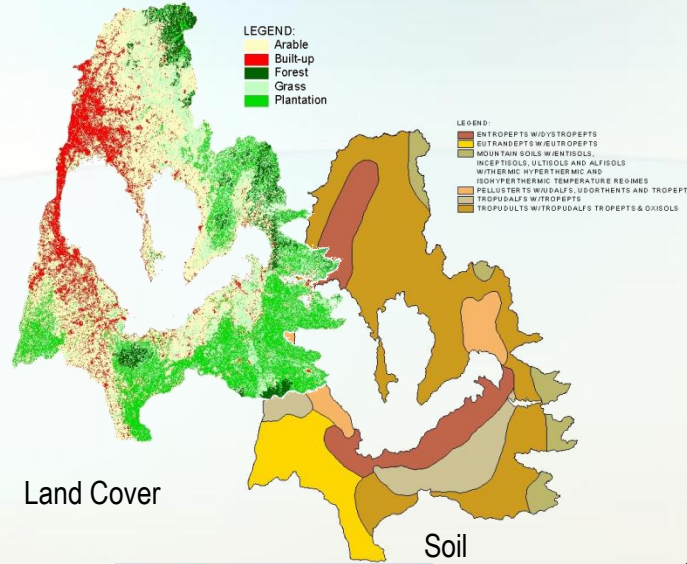 LEGEND:
Arable
Built-up
Forest
Grass
Plantation
LEGEND:
ENTROPEPTS W/DYSTROPEPTS
EUTRANDEPTS W/EUTROPEPTS
MOUNTAIN SOILS W/ENTISOLS,
INCEPTISOLS, ULTISOLS AND ALFISOLS
W/THERMIC HYPERTHERMIC AND
ISOHYPERTHERMIC TEMPERATURE REGIMES
PELLUSTERTS W/UDALFS, UDORTHENTS AND TROPEPT
TROPUDALFS W/TROPEPTS
TROPUDULTS W/TROPUDALFS TROPEPTS & OXISOLS
Land Cover
Soil